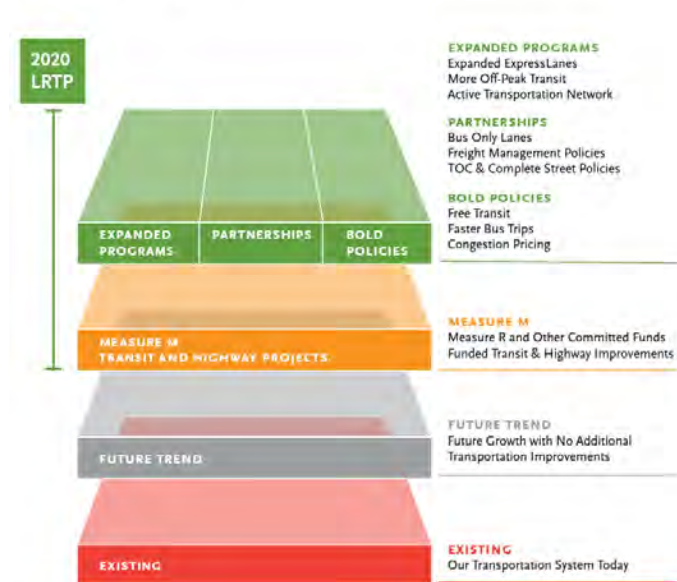 2020
LRTP
EXPANDED PROGRAMS
Expanded ExpressLanes
More Off-Peak Transit
Active Transportation Network
PARTNERSHIPS
Bus Only Lanes
Freight Management Policies
TOC & Complete Street Policies
BOLD POLICIES
Free Transit
Faster Bus Trips
Congestion Pricing
EXPANDED
PROGRAMS
PARTNERSHIPS
BOLD
POLICIES
MEASURE M
TRANSIT AND HIGHWAY PROJECTS
MEASURE M
Measure R and Other Committed Funds
Funded Transit & Highway Improvements
FUTURE TREND
FUTURE TREND
Future Growth with No Additional
Transportation Improvements
EXISTING
EXISTING
Our Transportation System Today